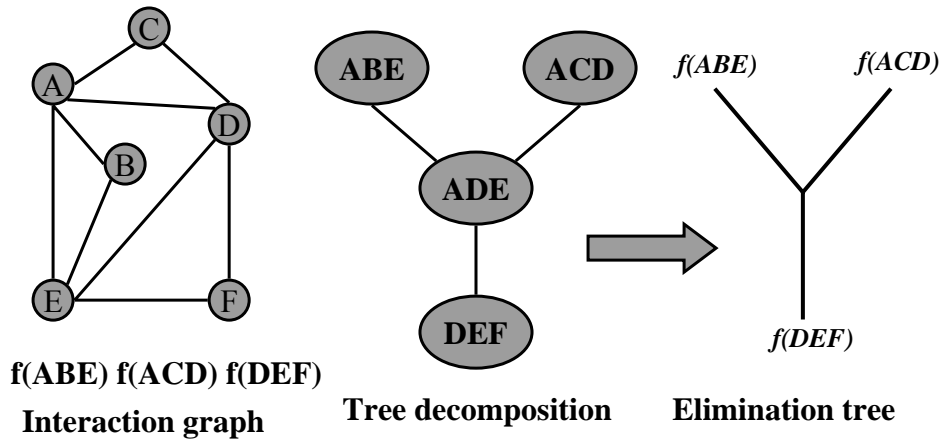 C
A
D
B
E
F
f(ABE) f(ACD) f(DEF)
Interaction graph
ABE
ACD
ADE
DEF
Tree decomposition
f(ABE)
f(ACD)
f(DEF)
Elimination tree